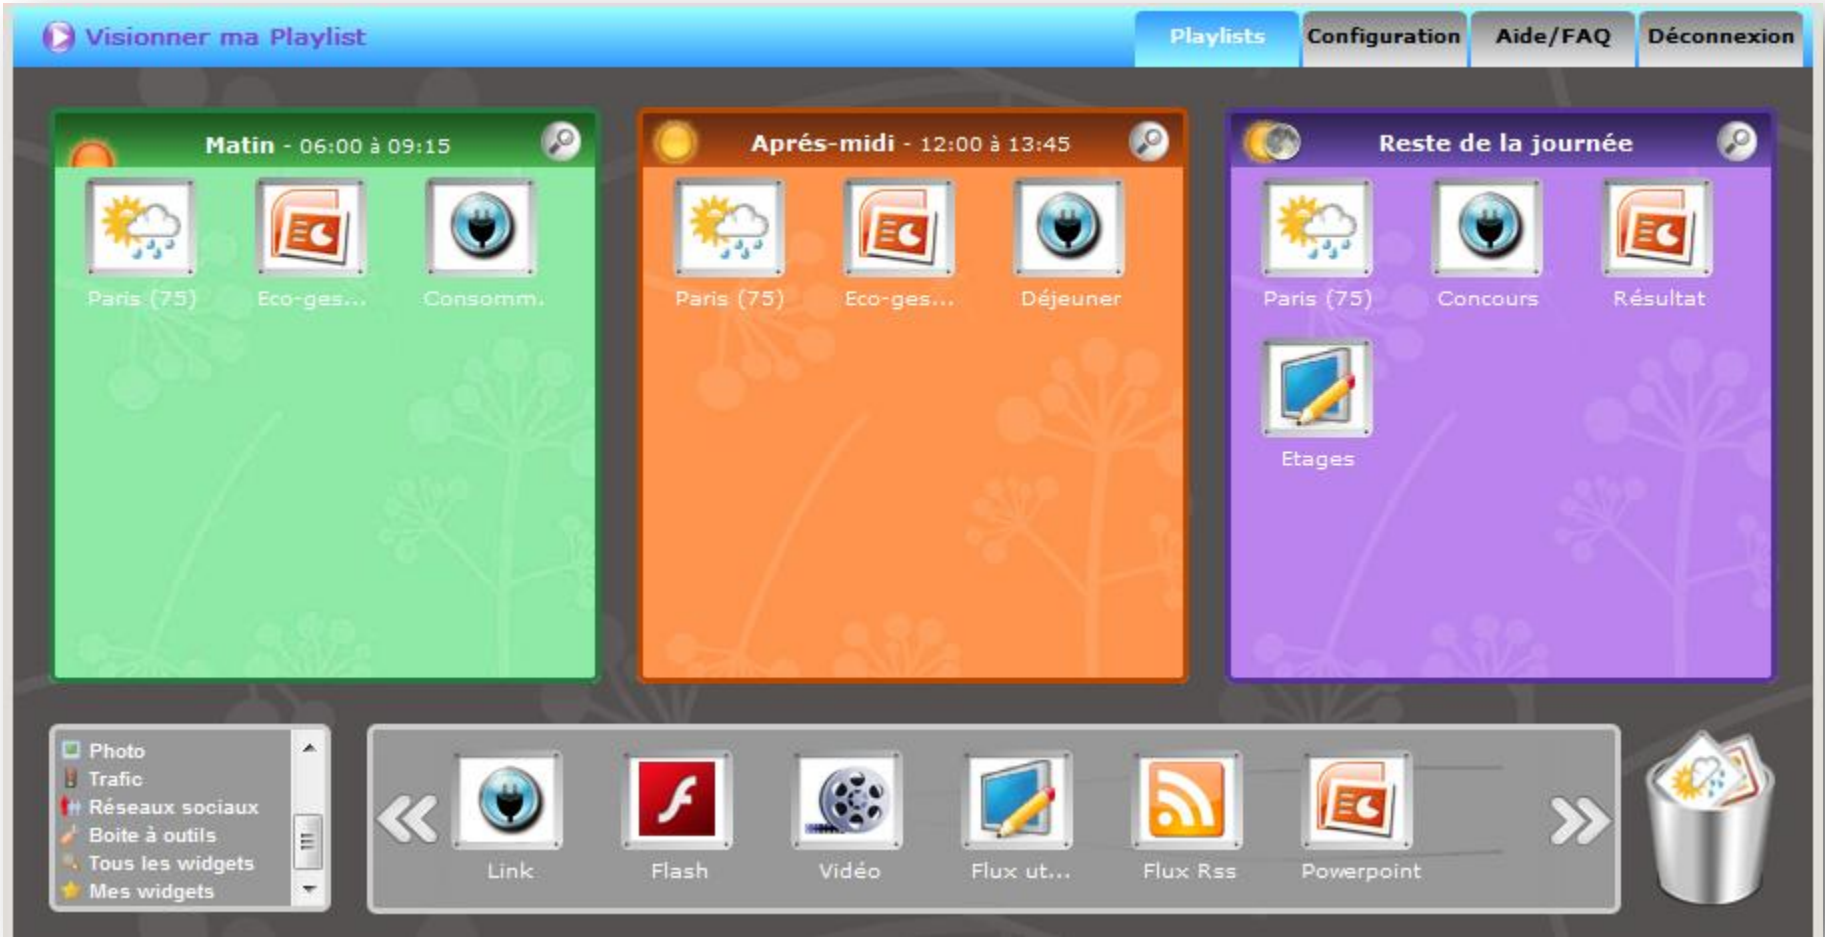 Visionner ma Playlist
Playlists
Configuration
Aide/FAQ
Déconnexion
Matin - 06:00 à 09:15
Paris (75)
Eco-ges...
Consomm.
Aprés-midi - 12:00 à 13:45
Paris (75)
Eco-ges...
Déjeuner
Reste de la journée
Paris (75)
Concours
Résultat
Etages
Photo
Trafic
Réseaux sociaux
Boite à outils
Tous les widgets
Mes widgets
Link
Flash
Vidéo
Flux ut...
Flux Rss
Powerpoint